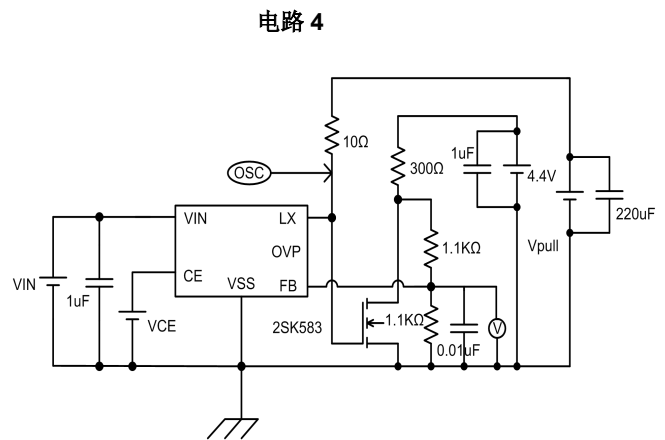 电路 4
10Ω
OSC
300Ω
1uF
4.4V
220uF
VIN
LX
OVP
1.1KΩ
Vpull
CE
VSS
FB
VIN
1uF
VCE
2SK583
1.1KΩ
V
0.01uF